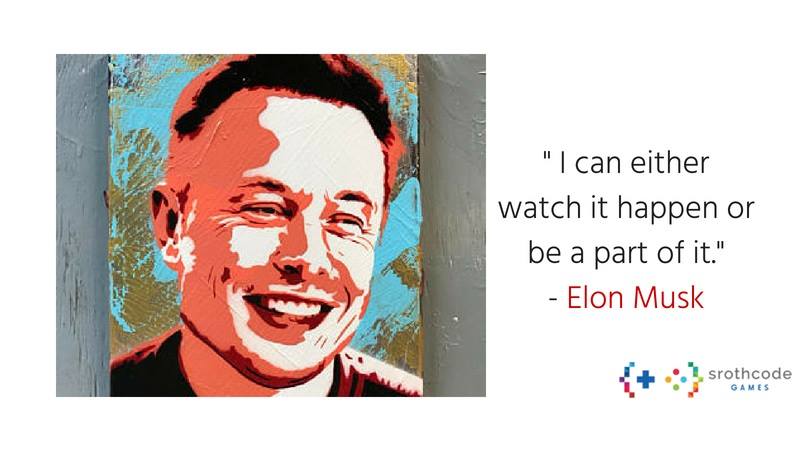 " I can either
watch it happen or
be a part of it."
- Elon Musk
srothcode
GAMES